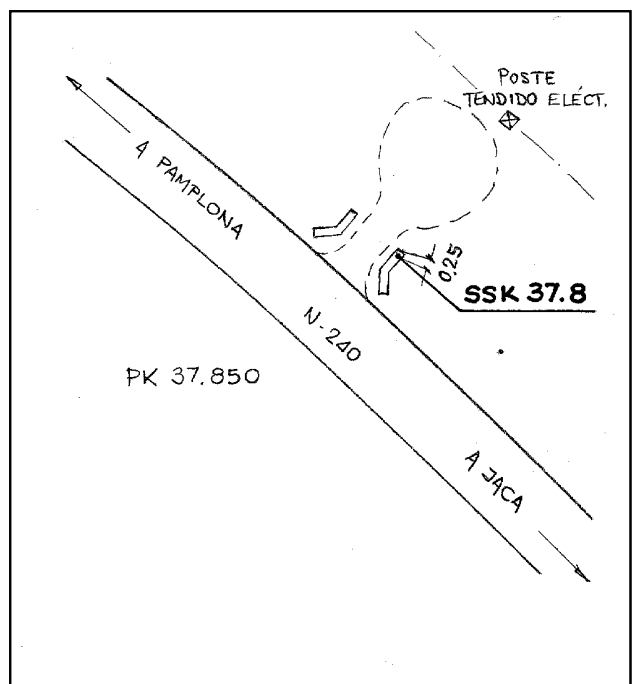 POSTE
TENDIDO ELÉCT.
A PAMPLONA
0,25
SSK 37.8
N-240
PK 37.850
A JACA